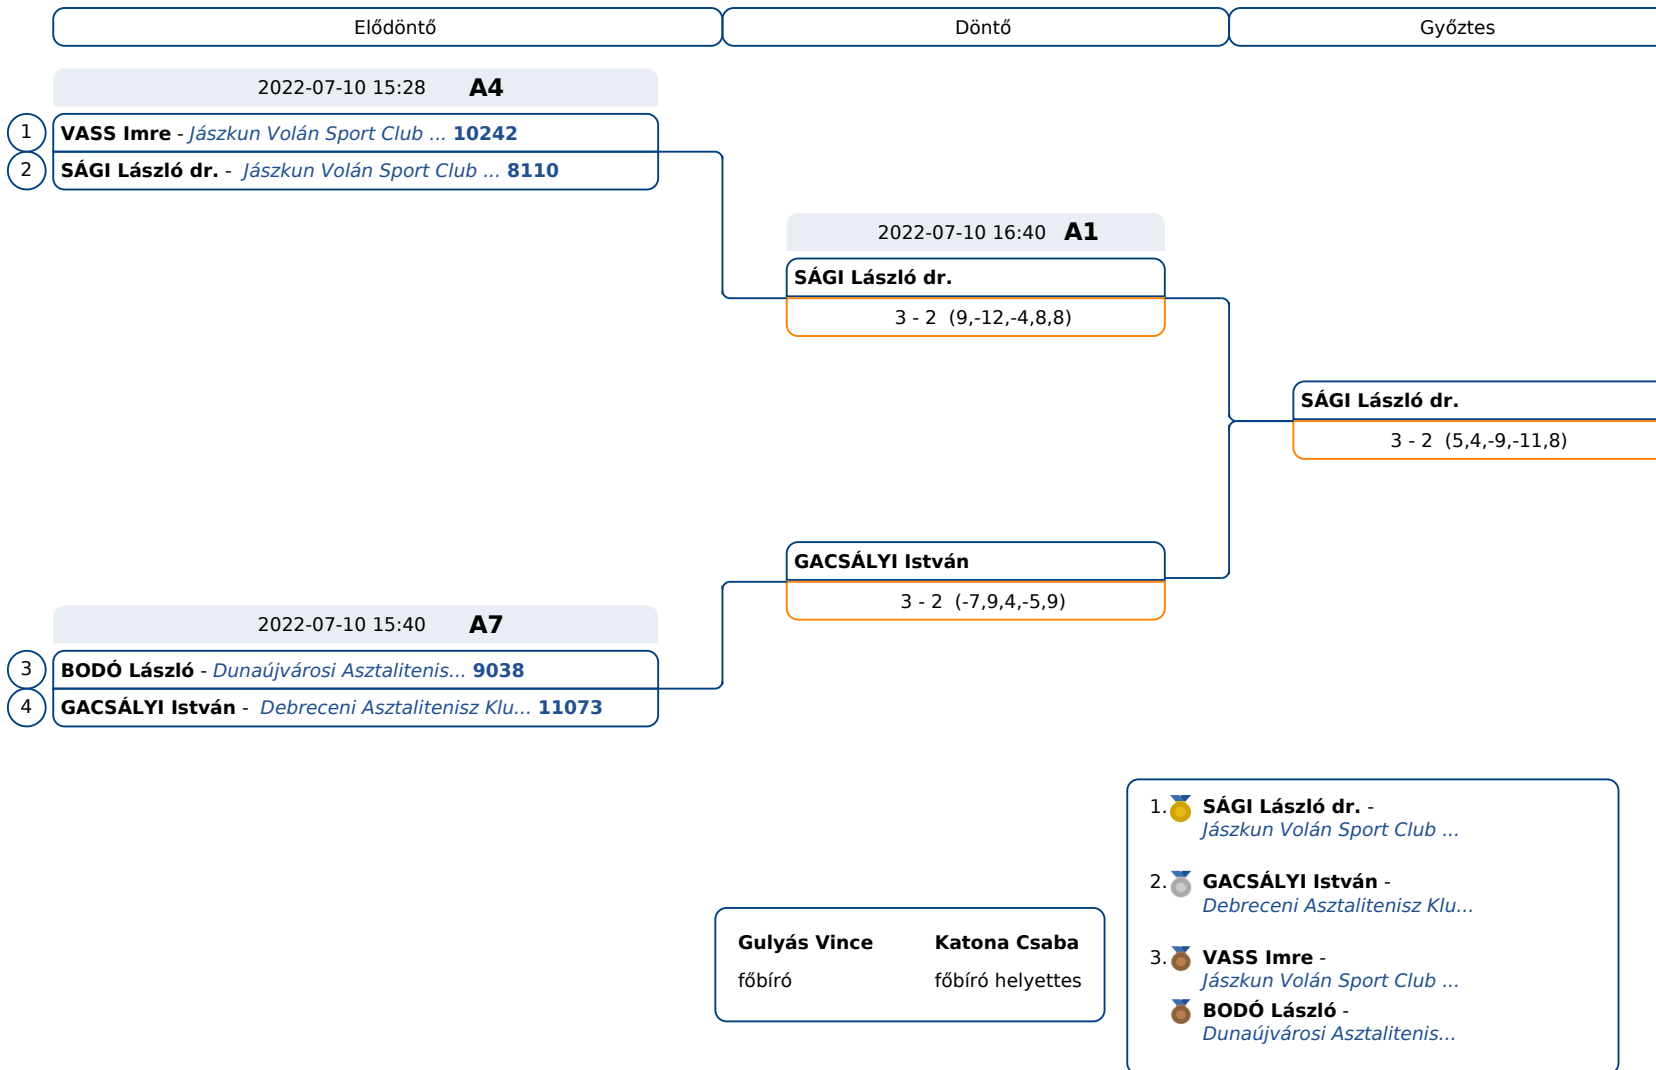 Elődöntő
Döntő
Győztes
2022-07-10 15:28 A4
1 VASS Imre - Jászkun Volán Sport Club ... 10242
2 SÁGI László dr. - Jászkun Volán Sport Club ... 8110
2022-07-10 16:40 A1
SÁGI László dr.
3 - 2 (9,-12,-4,8,8)
SÁGI László dr.
3 - 2 (5,4,-9,-11,8)
GACSÁLYI István
3 - 2 (-7,9,4,-5,9)
2022-07-10 15:40 A7
3 BODÓ László - Dunaújvárosi Asztalitenis... 9038
4 GACSÁLYI István - Debreceni Asztalitenisz Klu... 11073
Gulyás Vince
főbíró
Katona Csaba
főbíró helyettes
1. SÁGI László dr. -
Jászkun Volán Sport Club ...
2. GACSÁLYI István -
Debreceni Asztalitenisz Klu...
3. VASS Imre -
Jászkun Volán Sport Club ...
BODÓ László -
Dunaújvárosi Asztalitenis...